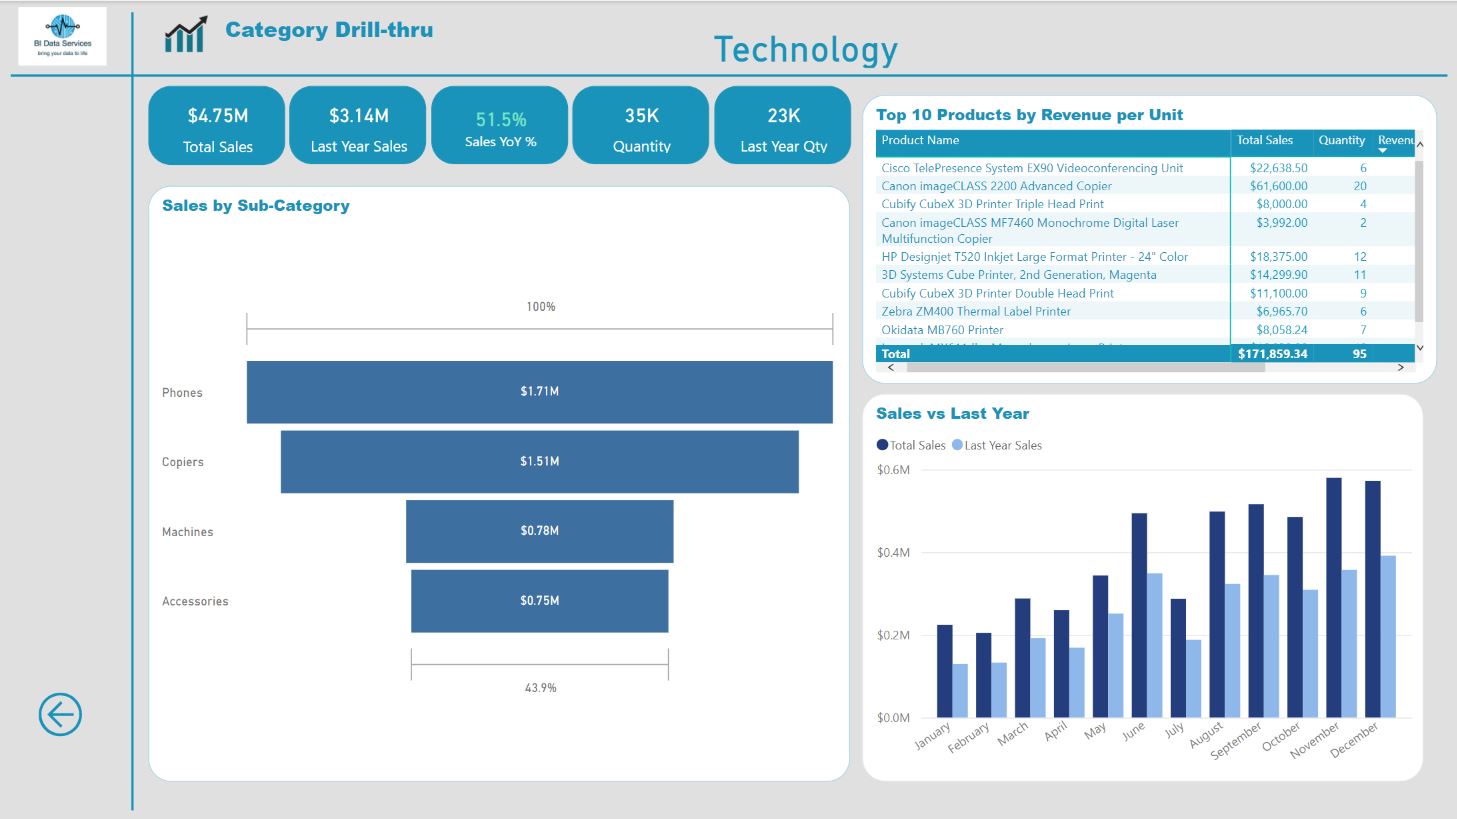 BI Data Services
bring your data to life
Category Drill-thru
Technology
$4.75M
Total Sales
$3.14M
Last Year Sales
51.5%
Sales YoY %
35K
Quantity
23K
Last Year Qty
Sales by Sub-Category
100%
Phones
$1.71M
Copiers
$1.51M
Machines
$0.78M
Accessories
$0.75M
43.9%
Top 10 Products by Revenue per Unit
Product Name Total Sales Quantity Revenu
Cisco TelePresence System EX90 Videoconferencing Unit $22,638.50 6
Canon imageCLASS 2200 Advanced Copier $61,600.00 20
Cubify CubeX 3D Printer Triple Head Print $8,000.00 4
Canon imageCLASS MF7460 Monochrome Digital Laser $3,992.00 2
Multifunction Copier
HP Designjet T520 Inkjet Large Format Printer - 24" Color $18,375.00 12
3D Systems Cube Printer, 2nd Generation, Magenta $14,299.90 11
Cubify CubeX 3D Printer Double Head Print $11,100.00 9
Zebra ZM400 Thermal Label Printer $6,965.70 6
Okidata MB760 Printer $8,058.24 7
Total $171,859.34 95
Sales vs Last Year
Total Sales Last Year Sales
$0.6M
$0.4M
$0.2M
$0.0M
January February March April May June July August September October November December